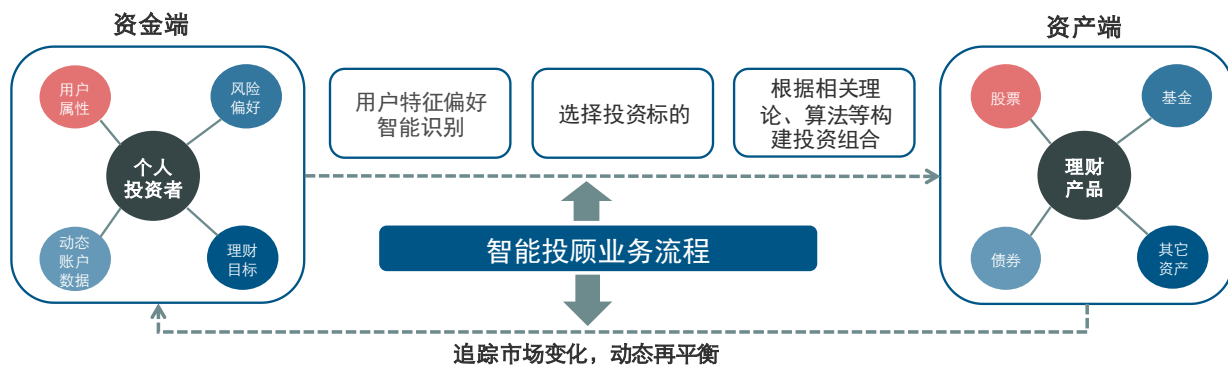 资金端
用户
属性
风险
偏好
个人
投资者
动态
账户
数据
理财
目标
用户特征偏好
智能识别
选择投资标的
根据相关理
论、算法等构
建投资组合
智能投顾业务流程
追踪市场变化，动态再平衡
资产端
股票
基金
理财
产品
债券
其它
资产